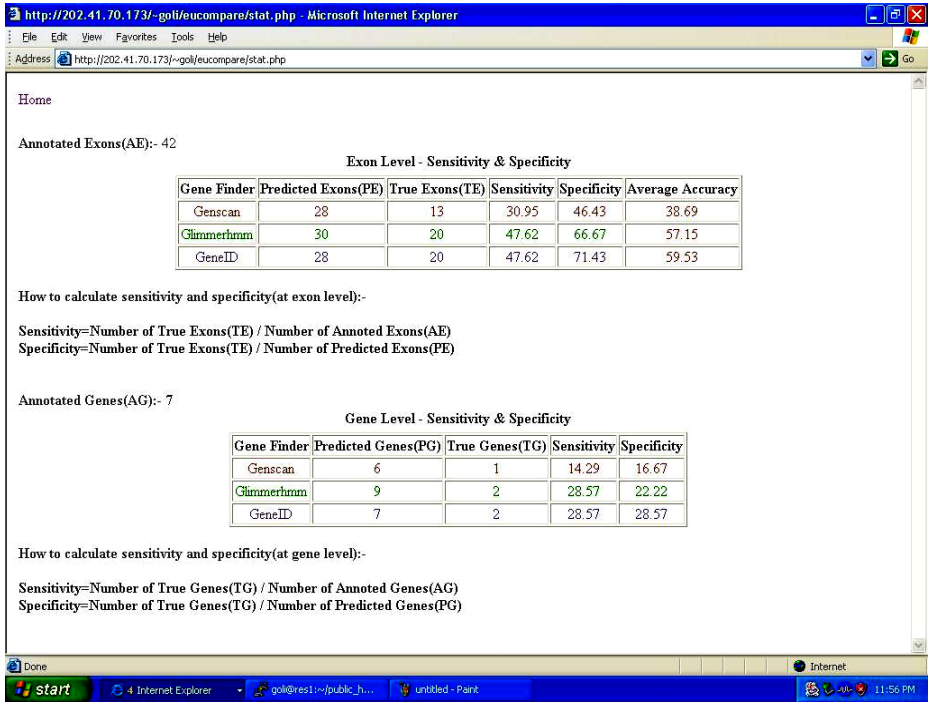 http://202.41.70.173/~goli/eucompare/stat.php - Microsoft Internet Explorer
File Edit View Favorites Tools Help
Address http://202.41.70.173/~goli/eucompare/stat.php Go
Home
Annotated Exons(AE):- 42
Exon Level - Sensitivity & Specificity
Gene Finder Predicted Exons(PE) True Exons(TE) Sensitivity Specificity Average Accuracy
Genscan 28 13 30.95 46.43 38.69
Glimmerhmm 30 20 47.62 66.67 57.15
GeneID 28 20 47.62 71.43 59.53
How to calculate sensitivity and specificity(at exon level):-
Sensitivity=Number of True Exons(TE) / Number of Annoted Exons(AE)
Specificity=Number of True Exons(TE) / Number of Predicted Exons(PE)
Annotated Genes(AG):- 7
Gene Level - Sensitivity & Specificity
Gene Finder Predicted Genes(PG) True Genes(TG) Sensitivity Specificity
Genscan 6 1 14.29 16.67
Glimmerhmm 9 2 28.57 22.22
GeneID 7 2 28.57 28.57
How to calculate sensitivity and specificity(at gene level):-
Sensitivity=Number of True Genes(TG) / Number of Annoted Genes(AG)
Specificity=Number of True Genes(TG) / Number of Predicted Genes(PG)
Done Internet
start 4 Internet Explorer goli@res1:~/public_h... untitled - Paint 11:56 PM